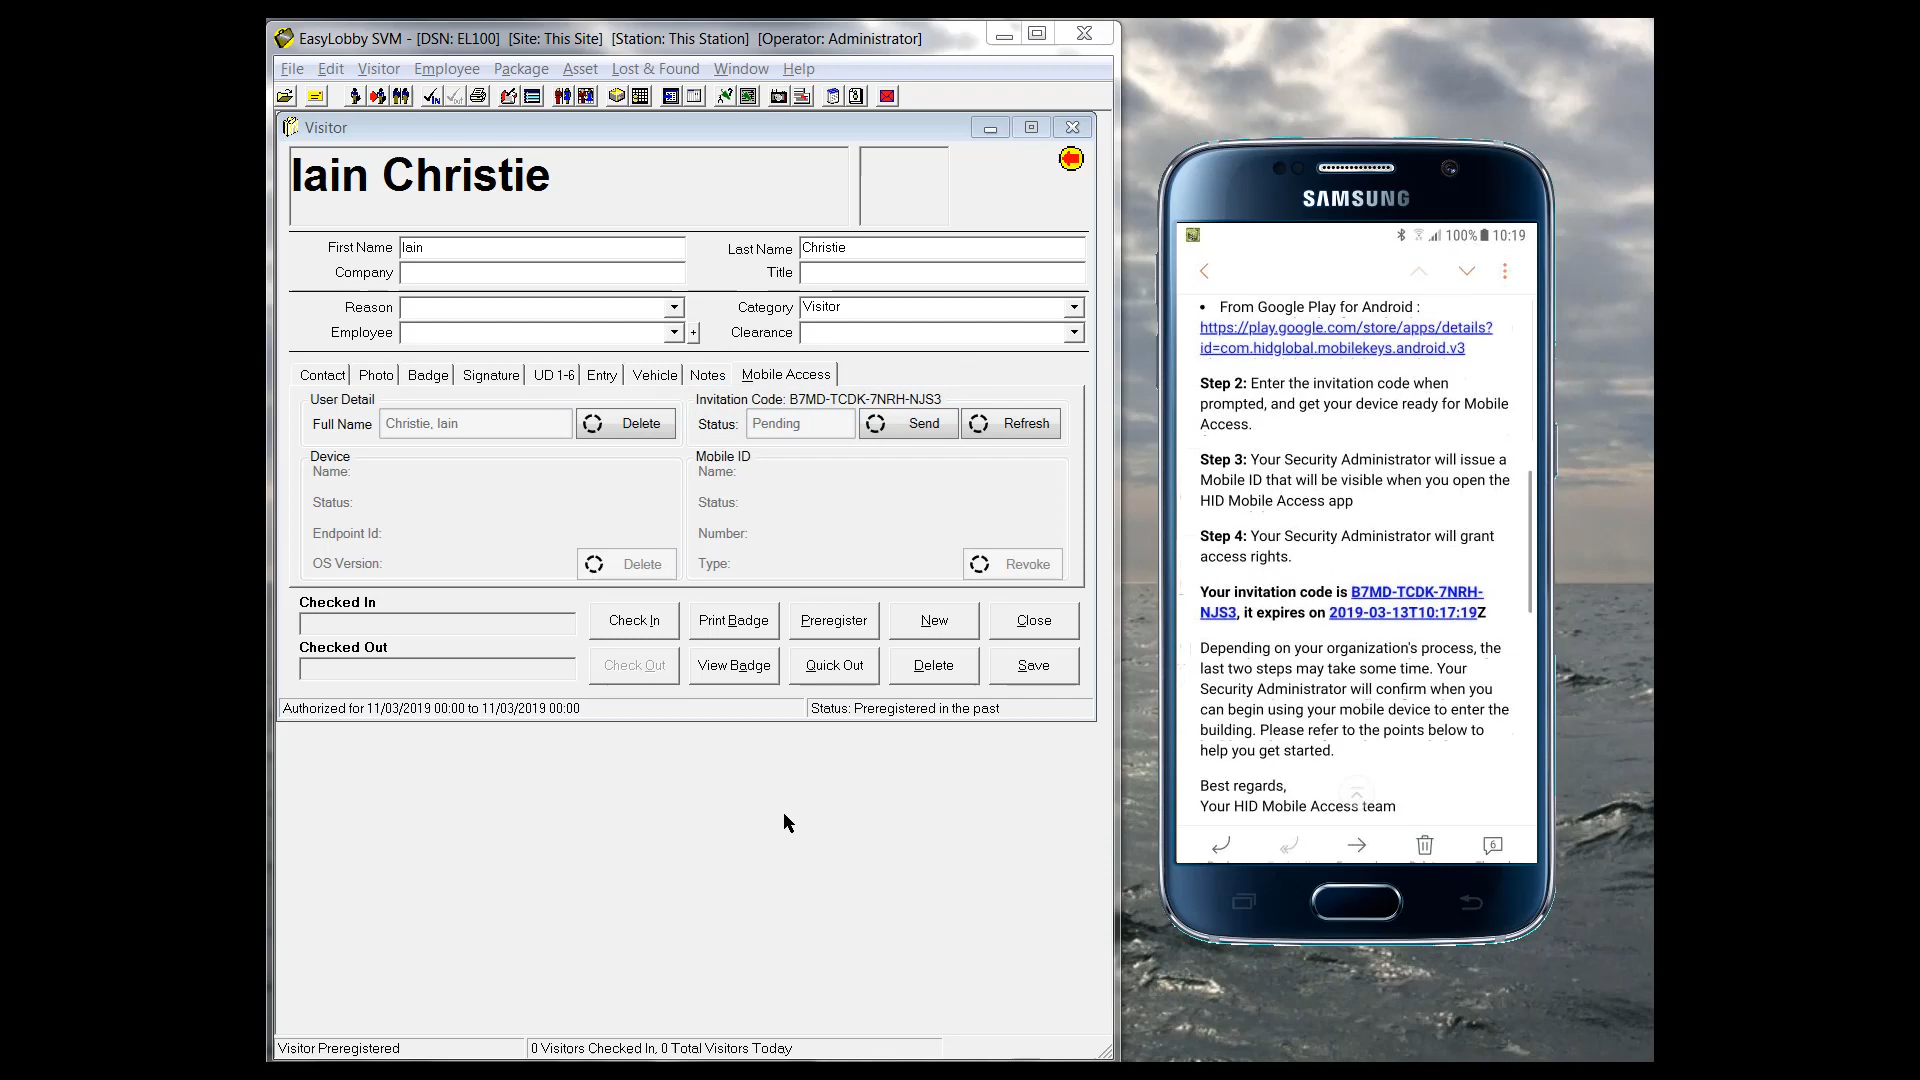 EasyLobby SVM - [DSN: EL100] [Site: This Site] [Station: This Station] [Operator: Administrator]
File Edit Visitor Employee Package Asset Lost & Found Window Help
Visitor
Iain Christie
First Name Iain Last Name Christie
Company Title
Reason Category Visitor
Employee + Clearance
Contact Photo Badge Signature UD 1-6 Entry Vehicle Notes Mobile Access
User Detail
Full Name Christie, Iain Delete
Invitation Code: B7MD-TCDK-7NRH-NJS3
Status: Pending Send Refresh
Device
Name:
Status:
Endpoint Id:
OS Version: Delete
Mobile ID
Name:
Status:
Number:
Type: Revoke
Checked In
Checked Out
Check In Print Badge Preregister New Close
Check Out View Badge Quick Out Delete Save
Authorized for 11/03/2019 00:00 to 11/03/2019 00:00 Status: Preregistered in the past
Visitor Preregistered 0 Visitors Checked In, 0 Total Visitors Today
SAMSUNG
100% 10:19
• From Google Play for Android :
https://play.google.com/store/apps/details?
id=com.hidglobal.mobilekeys.android.v3
Step 2: Enter the invitation code when
prompted, and get your device ready for Mobile
Access.
Step 3: Your Security Administrator will issue a
Mobile ID that will be visible when you open the
HID Mobile Access app
Step 4: Your Security Administrator will grant
access rights.
Your invitation code is B7MD-TCDK-7NRH-
NJS3, it expires on 2019-03-13T10:17:19Z
Depending on your organization's process, the
last two steps may take some time. Your
Security Administrator will confirm when you
can begin using your mobile device to enter the
building. Please refer to the points below to
help you get started.
Best regards,
Your HID Mobile Access team
6